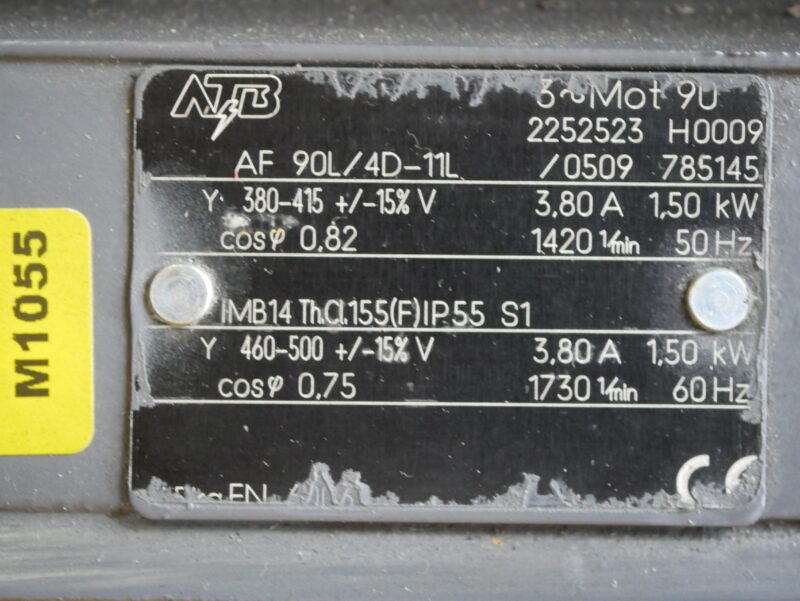 ATB
3~Mot 90
2252523 H0009
AF 90L/4D-11L /0509 785145
Y 380-415 +/-15% V 3,80 A 1,50 kW
cosφ 0,82 1420 1/min 50 Hz
IMB14 Th.Cl.155(F)IP55 S1
Y 460-500 +/-15% V 3,80 A 1,50 kW
cosφ 0,75 1730 1/min 60 Hz
kg EN
CE
M1055